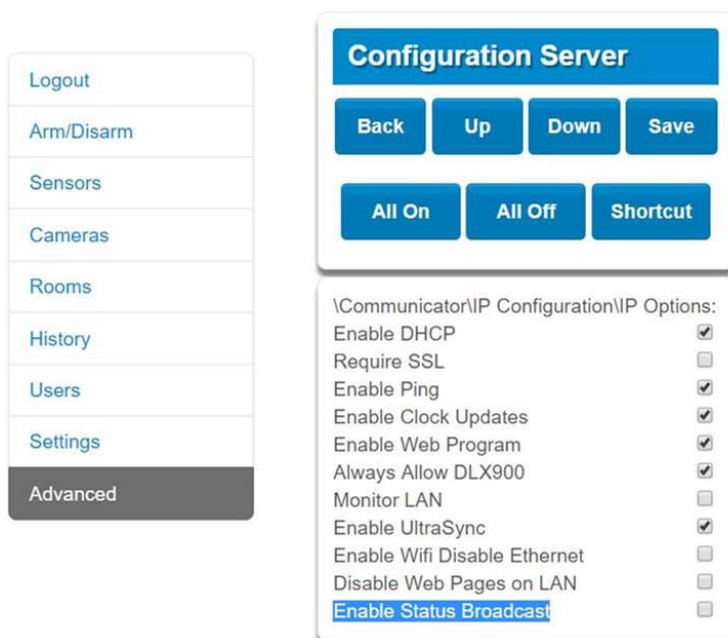 Logout
Arm/Disarm
Sensors
Cameras
Rooms
History
Users
Settings
Advanced
Configuration Server
Back Up Down Save
All On All Off Shortcut
\Communicator\IP Configuration\IP Options:
Enable DHCP
Require SSL
Enable Ping
Enable Clock Updates
Enable Web Program
Always Allow DLX900
Monitor LAN
Enable UltraSync
Enable Wifi Disable Ethernet
Disable Web Pages on LAN
Enable Status Broadcast